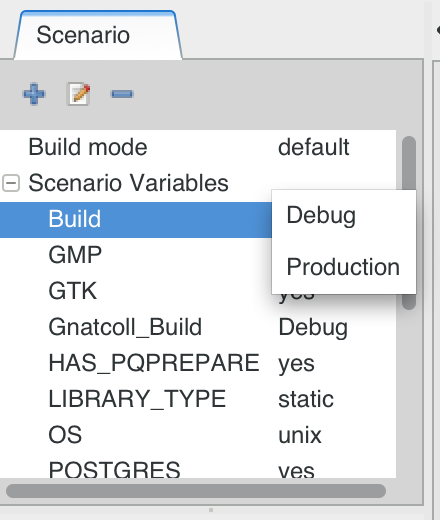 Scenario
Build mode default
Scenario Variables
Build Debug
GMP
Production
GTK yes
Gnatcoll_Build Debug
HAS_PQPREPARE yes
LIBRARY_TYPE static
OS unix
POSTGRES yes